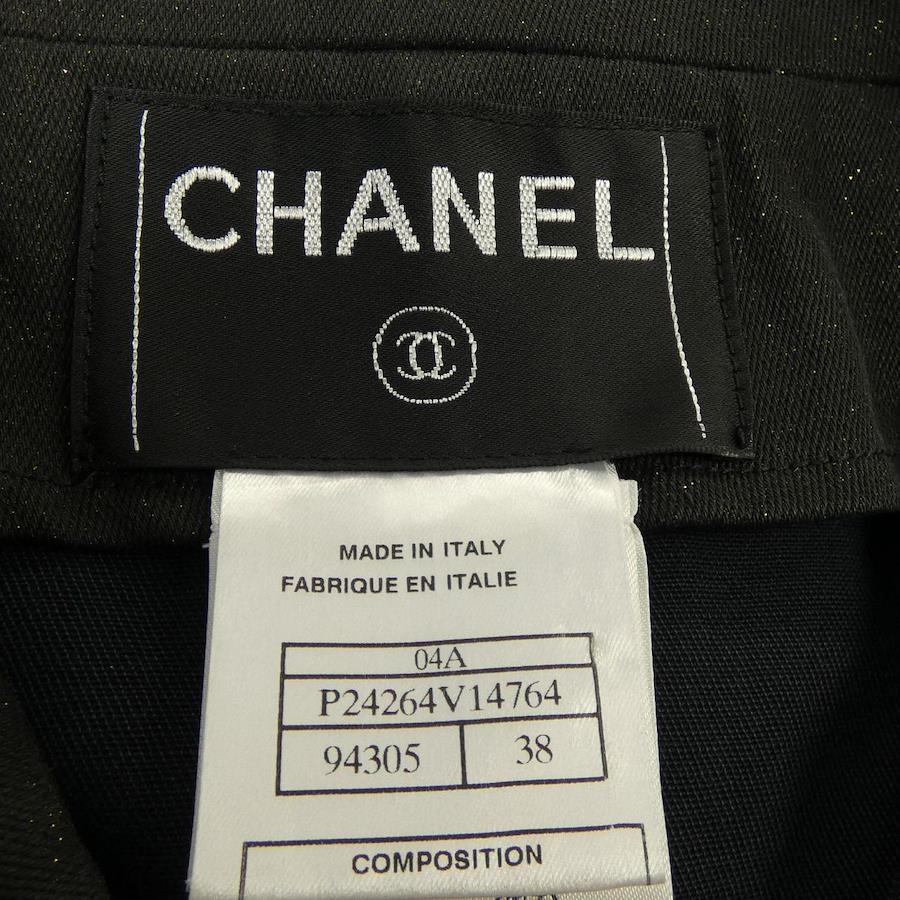 CHANEL
MADE IN ITALY
FABRIQUE EN ITALIE
04A
P24264V14764
94305 38
COMPOSITION